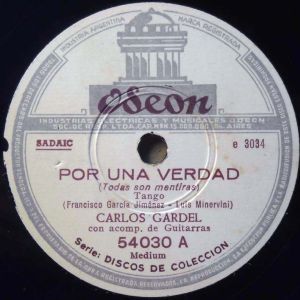 INDUSTRIA ARGENTINA
MARCA REGISTRADA
Odeon
INDUSTRIAS ELECTRICAS Y MUSICALES ODEON
SADAIC
e 3034
POR UNA VERDAD
(Todas son mentiras)
Tango
(Francisco García Jiménez - Luis Minervini)
CARLOS GARDEL
con acomp. de Guitarras
54030 A
Medium
Serie: DISCOS DE COLECCION